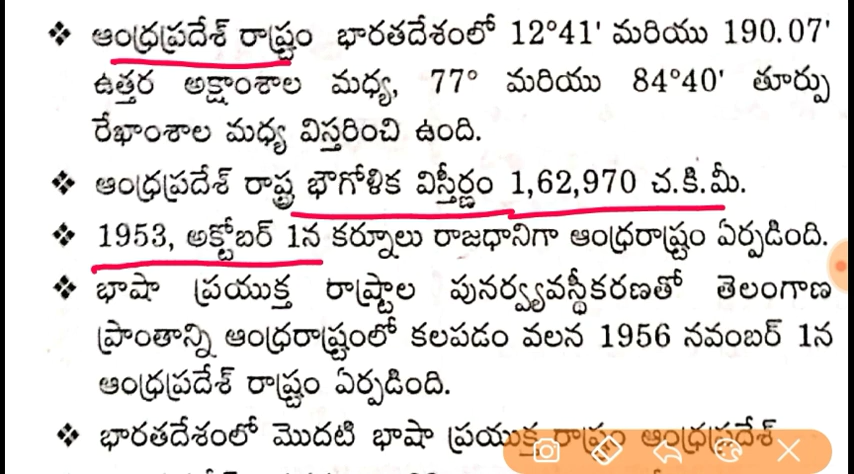 ❖ ఆంధ్రప్రదేశ్ రాష్ట్రం భారతదేశంలో 12°41' మరియు 190.07'
ఉత్తర అక్షాంశాల మధ్య, 77° మరియు 84°40' తూర్పు
రేఖాంశాల మధ్య విస్తరించి ఉంది.
❖ ఆంధ్రప్రదేశ్ రాష్ట్ర భౌగోళిక విస్తీర్ణం 1,62,970 చ.కి.మీ.
❖ 1953, అక్టోబర్ 1న కర్నూలు రాజధానిగా ఆంధ్రరాష్ట్రం ఏర్పడింది.
❖ భాషా ప్రయుక్త రాష్ట్రాల పునర్వ్యవస్థీకరణతో తెలంగాణ
ప్రాంతాన్ని ఆంధ్రరాష్ట్రంలో కలపడం వలన 1956 నవంబర్ 1న
ఆంధ్రప్రదేశ్ రాష్ట్రం ఏర్పడింది.
❖ భారతదేశంలో మొదటి భాషా ప్రయుక్త రాష్ట్రం ఆంధ్రప్రదేశ్